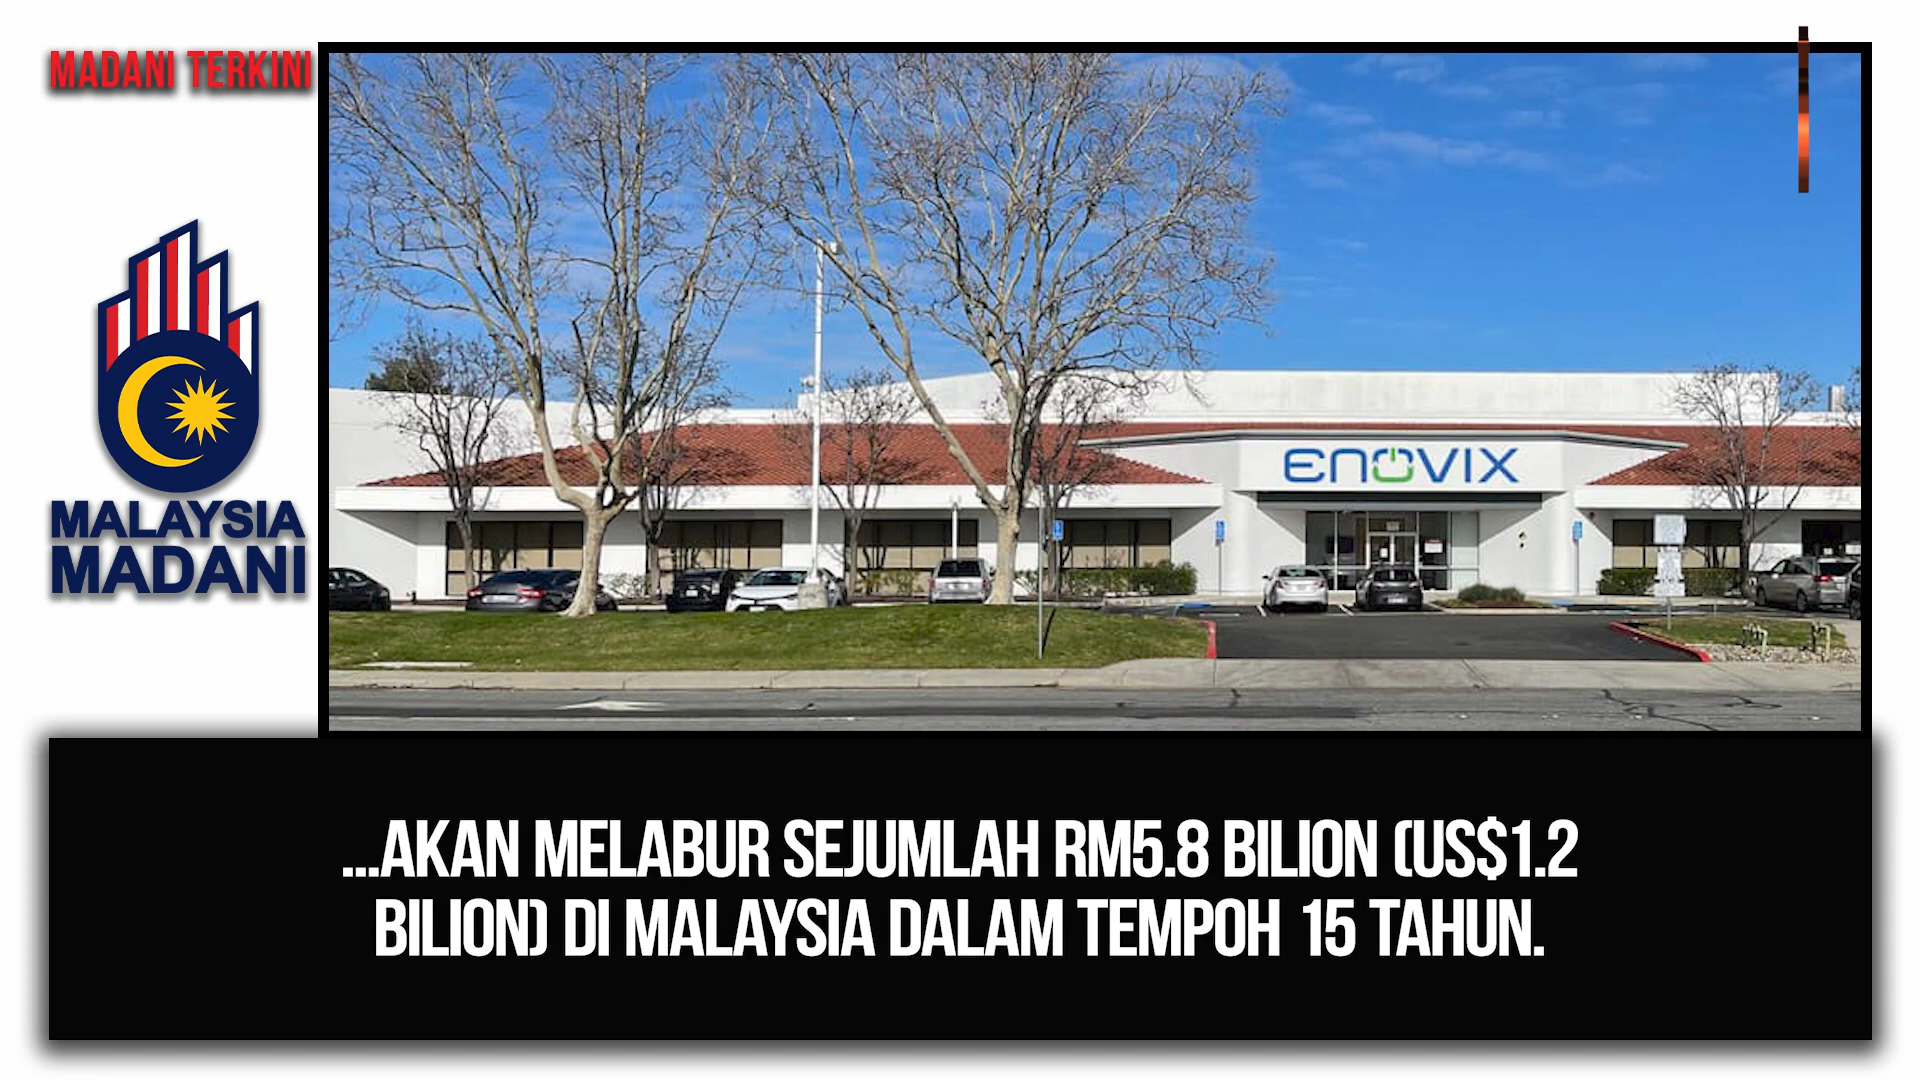 MADANI TERKINI
MALAYSIA
MADANI
ENOVIX
...AKAN MELABUR SEJUMLAH RM5.8 BILION (US$1.2
BILION) DI MALAYSIA DALAM TEMPOH 15 TAHUN.